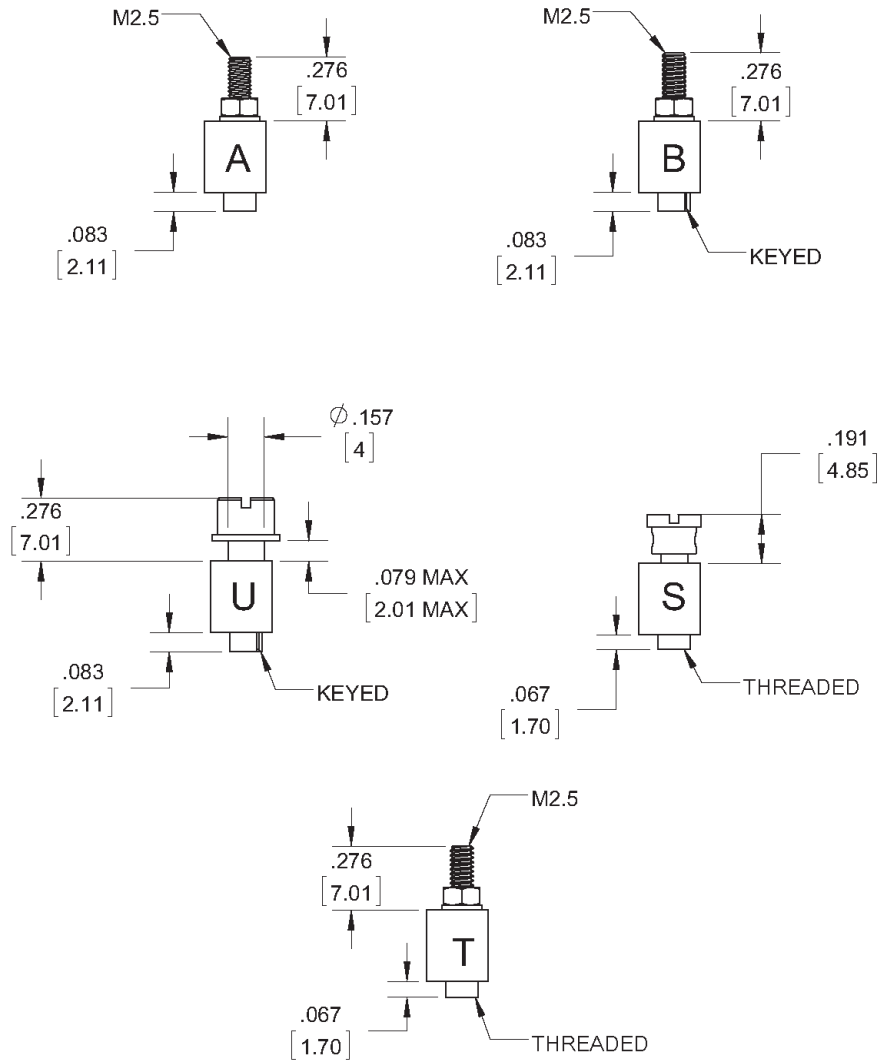 M2.5
.276
[7.01]
A
.083
[2.11]
M2.5
.276
[7.01]
B
.083
[2.11]
KEYED
Ø .157
[4]
.276
[7.01]
.079 MAX
[2.01 MAX]
U
.083
[2.11]
KEYED
.191
[4.85]
S
.067
[1.70]
THREADED
M2.5
.276
[7.01]
T
.067
[1.70]
THREADED